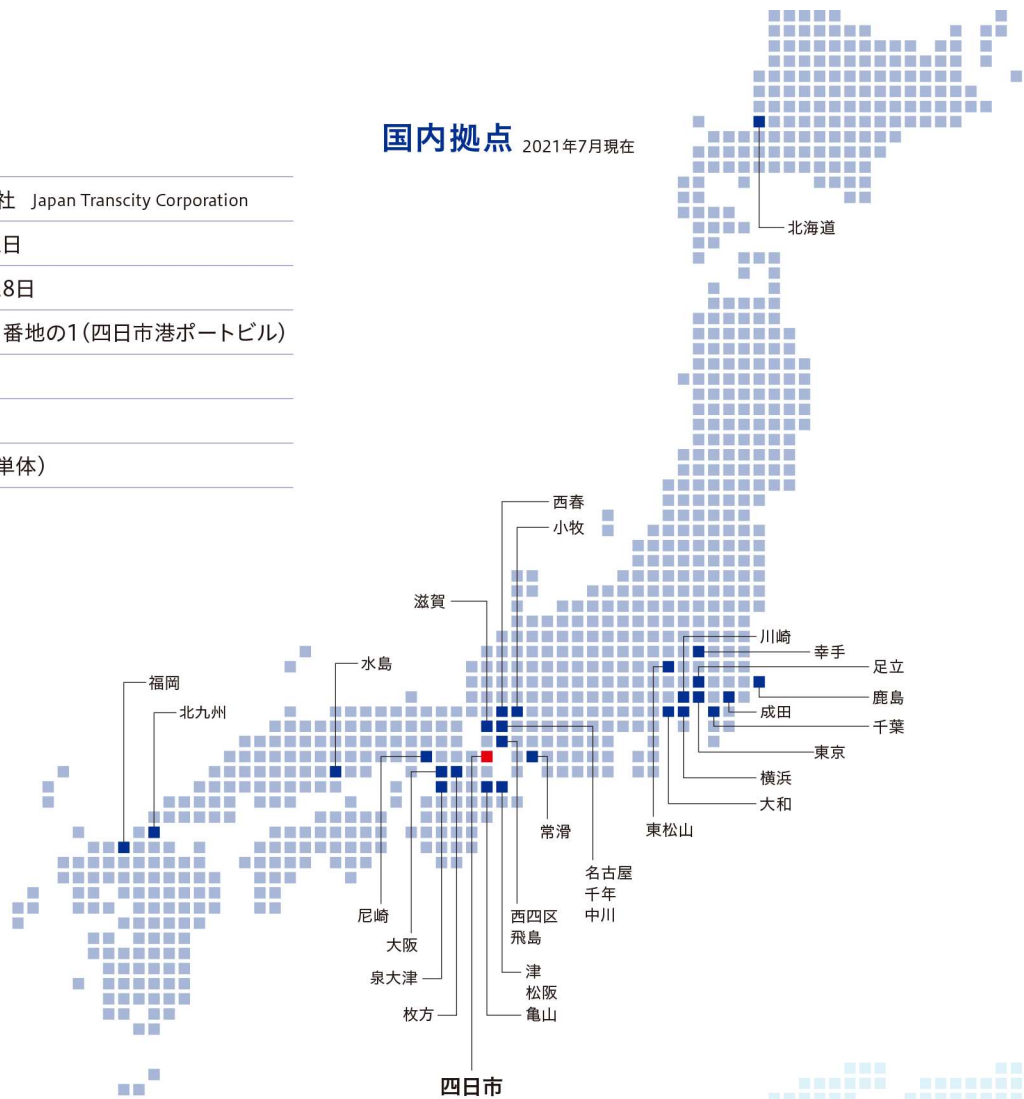 国内拠点 2021年7月現在
社 Japan Transcity Corporation
日
8日
番地の1(四日市港ポートビル)
単体)
北海道
西春
小牧
滋賀
川崎
幸手
水島
足立
福岡
鹿島
北九州
成田
千葉
東京
横浜
大和
常滑
東松山
名古屋
千年
中川
尼崎
西四区
飛島
大阪
泉大津
津
松阪
枚方
亀山
四日市